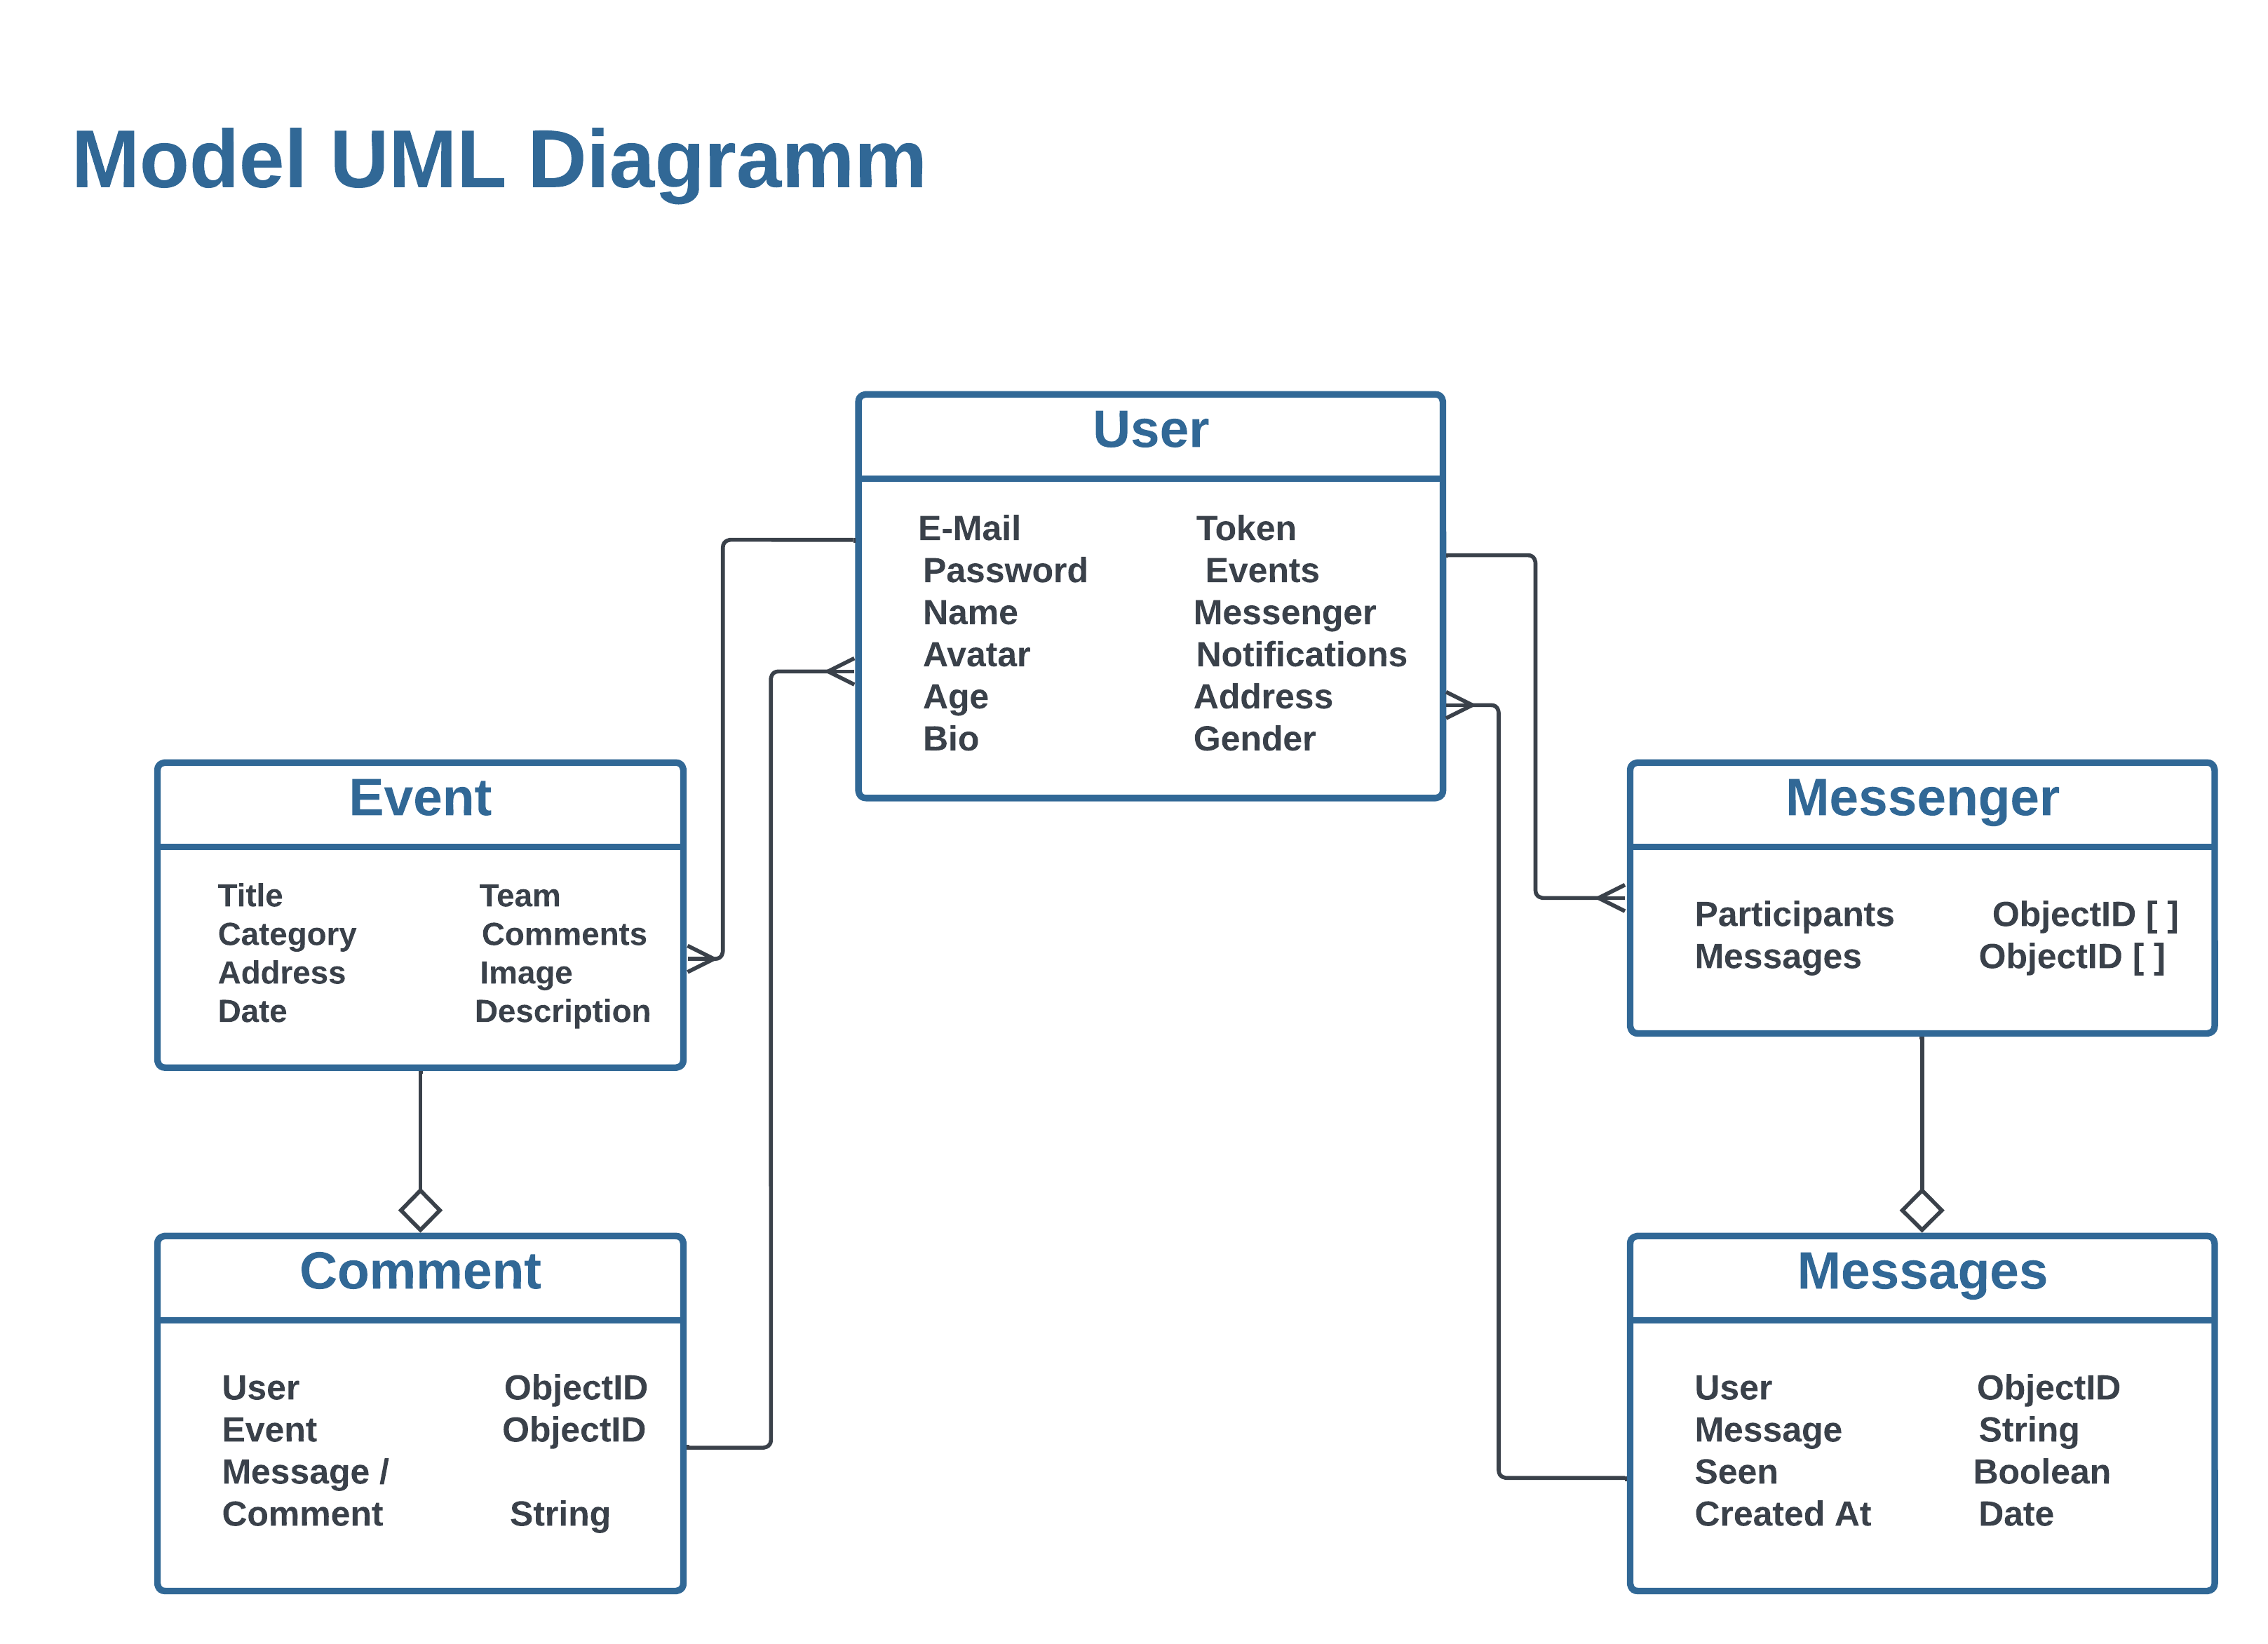 Model UML Diagramm
User
E-Mail Token
Password Events
Name Messenger
Avatar Notifications
Age Address
Bio Gender
Event
Title Team
Category Comments
Address Image
Date Description
Messenger
Participants ObjectID [ ]
Messages ObjectID [ ]
Comment
User ObjectID
Event ObjectID
Message /
Comment String
Messages
User ObjectID
Message String
Seen Boolean
Created At Date